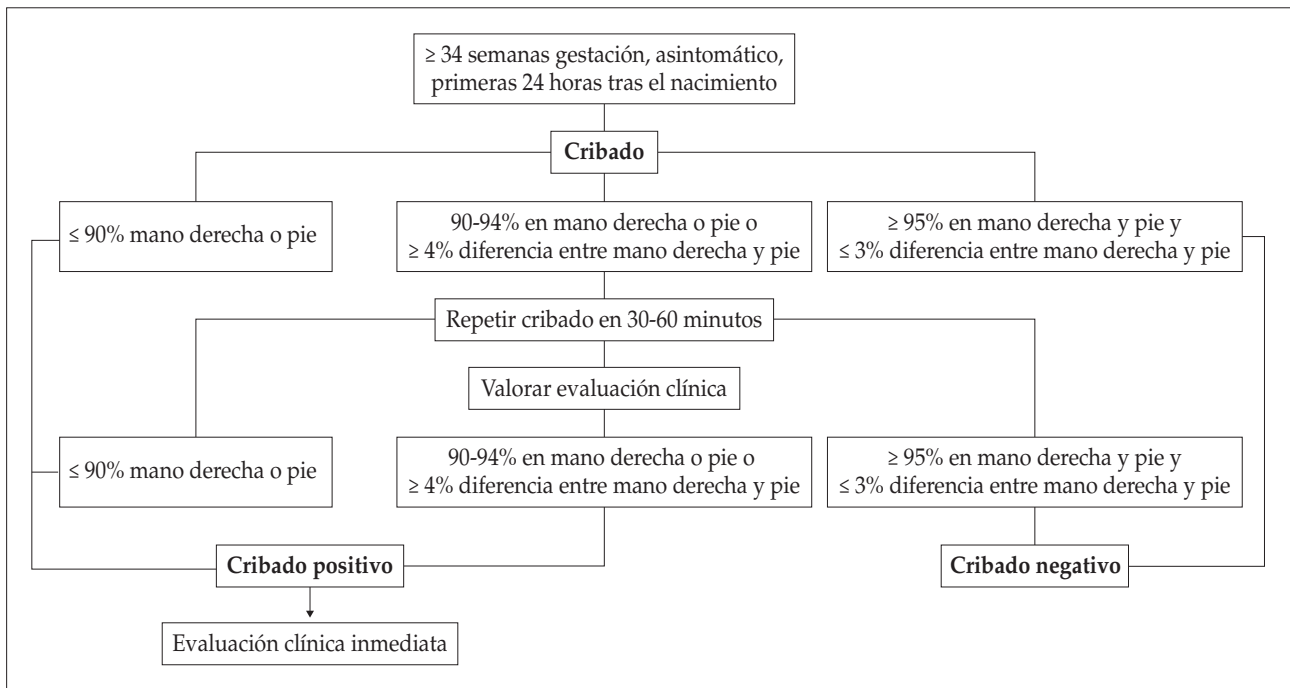 ≥ 34 semanas gestación, asintomático,
primeras 24 horas tras el nacimiento
Cribado
≤ 90% mano derecha o pie
90-94% en mano derecha o pie o
≥ 4% diferencia entre mano derecha y pie
≥ 95% en mano derecha y pie y
≤ 3% diferencia entre mano derecha y pie
Repetir cribado en 30-60 minutos
Valorar evaluación clínica
≤ 90% mano derecha o pie
90-94% en mano derecha o pie o
≥ 4% diferencia entre mano derecha y pie
≥ 95% en mano derecha y pie y
≤ 3% diferencia entre mano derecha y pie
Cribado positivo
Cribado negativo
Evaluación clínica inmediata